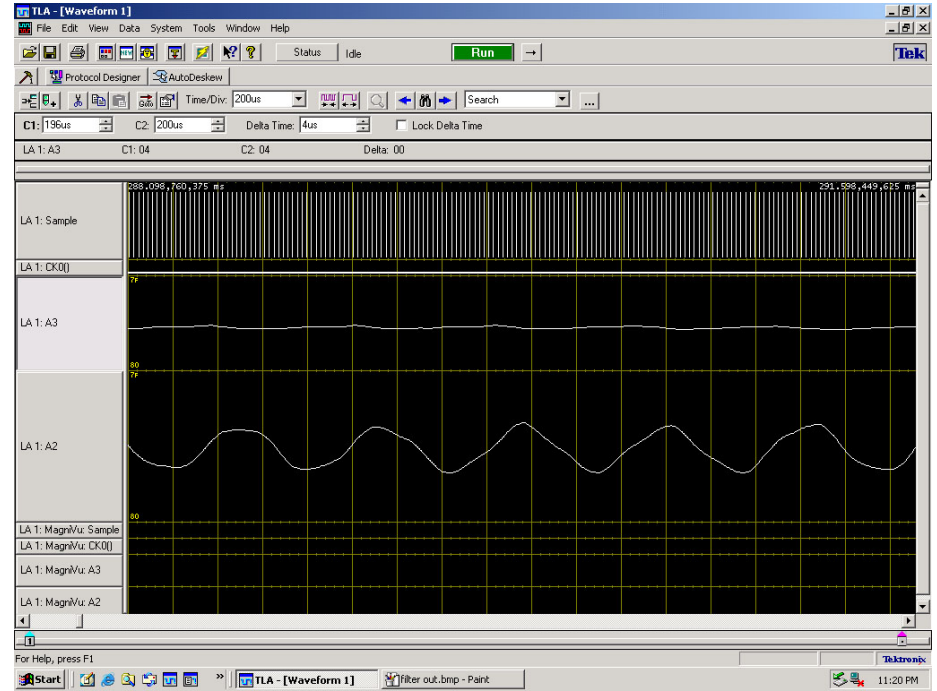 TLA - [Waveform 1]
File Edit View Data System Tools Window Help
Status Idle Run Tek
Protocol Designer AutoDeskew
Time/Div: 200us Search ...
C1: 196us C2: 200us Delta Time: 4us Lock Delta Time
LA 1: A3 C1: 04 C2: 04 Delta: 00
288.098,760,375 ms 291.598,449,625 ms
LA 1: Sample
LA 1: CK0()
7F
LA 1: A3
80
7F
LA 1: A2
80
LA 1: MagniVu: Sample
LA 1: MagniVu: CK0()
LA 1: MagniVu: A3
LA 1: MagniVu: A2
1
For Help, press F1 Tektronix
Start » TLA - [Waveform 1] filter out.bmp - Paint 11:20 PM